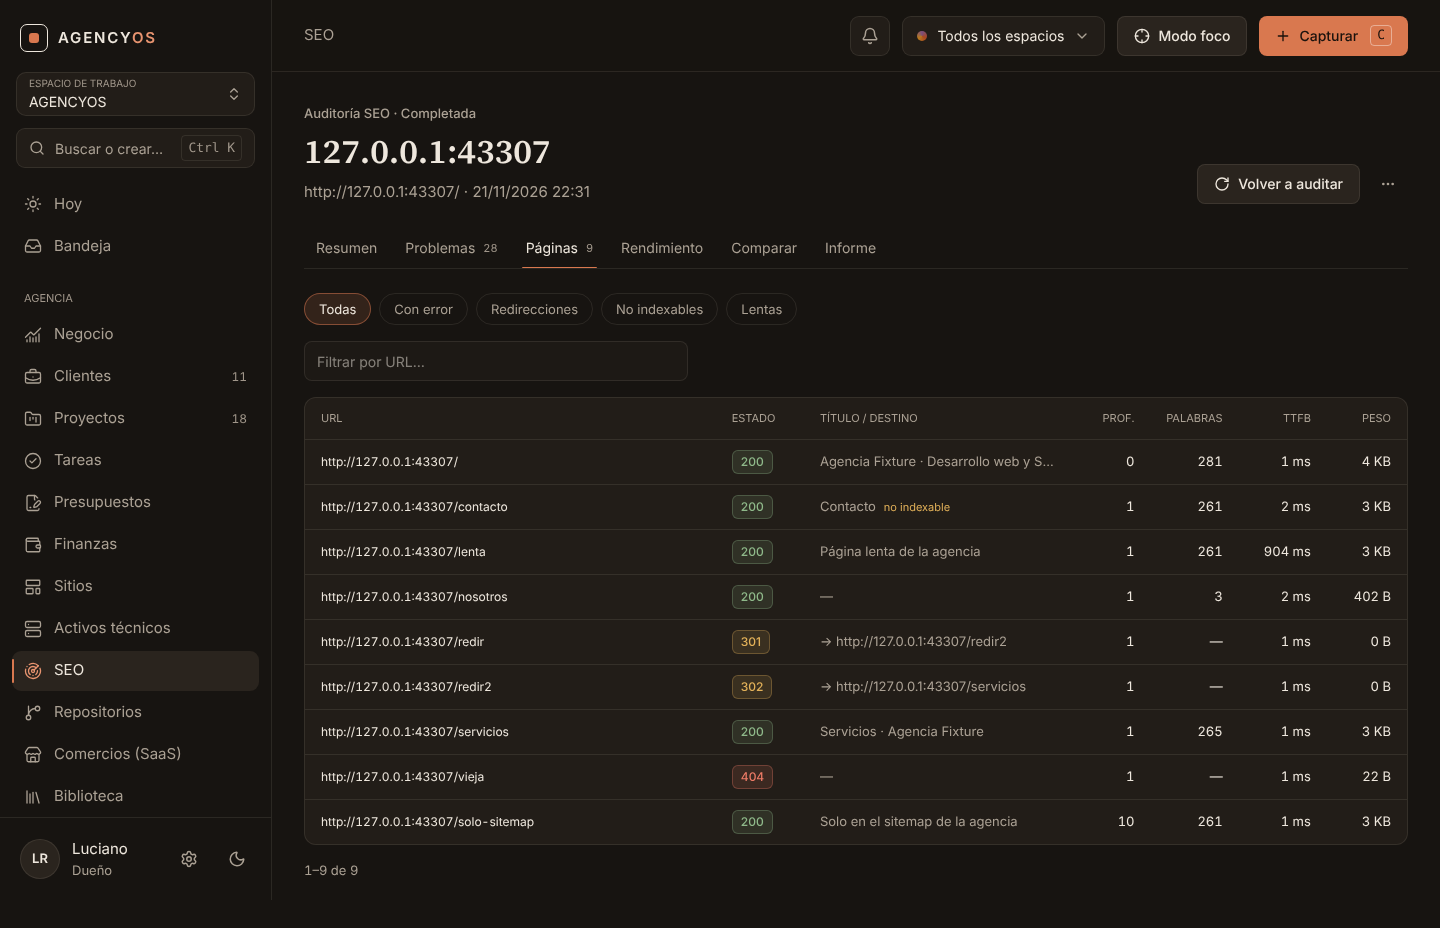 AGENCYOS
ESPACIO DE TRABAJO
AGENCYOS
Buscar o crear... Ctrl K
Hoy
Bandeja
AGENCIA
Negocio
Clientes 11
Proyectos 18
Tareas
Presupuestos
Finanzas
Sitios
Activos técnicos
SEO
Repositorios
Comercios (SaaS)
Biblioteca
LR
Luciano
Dueño
SEO
Todos los espacios
Modo foco
Capturar C
Auditoría SEO · Completada
127.0.0.1:43307
http://127.0.0.1:43307/ · 21/11/2026 22:31
Volver a auditar
Resumen Problemas 28 Páginas 9 Rendimiento Comparar Informe
Todas Con error Redirecciones No indexables Lentas
Filtrar por URL...
URL ESTADO TÍTULO / DESTINO PROF. PALABRAS TTFB PESO
http://127.0.0.1:43307/ 200 Agencia Fixture · Desarrollo web y S... 0 281 1 ms 4 KB
http://127.0.0.1:43307/contacto 200 Contacto no indexable 1 261 2 ms 3 KB
http://127.0.0.1:43307/lenta 200 Página lenta de la agencia 1 261 904 ms 3 KB
http://127.0.0.1:43307/nosotros 200 — 1 3 2 ms 402 B
http://127.0.0.1:43307/redir 301 → http://127.0.0.1:43307/redir2 1 — 1 ms 0 B
http://127.0.0.1:43307/redir2 302 → http://127.0.0.1:43307/servicios 1 — 1 ms 0 B
http://127.0.0.1:43307/servicios 200 Servicios · Agencia Fixture 1 265 1 ms 3 KB
http://127.0.0.1:43307/vieja 404 — 1 — 1 ms 22 B
http://127.0.0.1:43307/solo-sitemap 200 Solo en el sitemap de la agencia 10 261 1 ms 3 KB
1–9 de 9